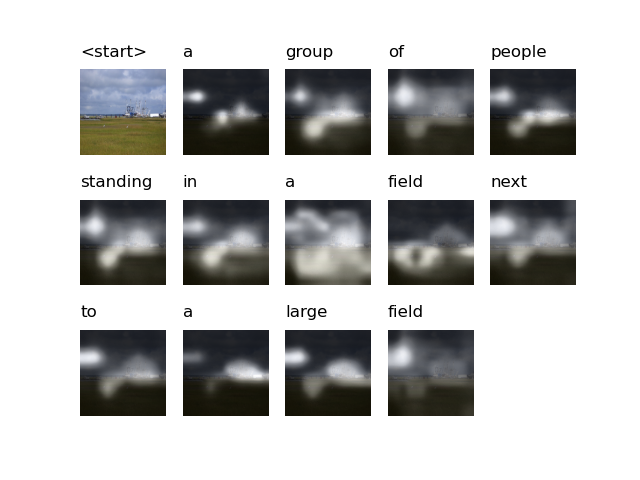 <start> a group of people
standing in a field next
to a large field